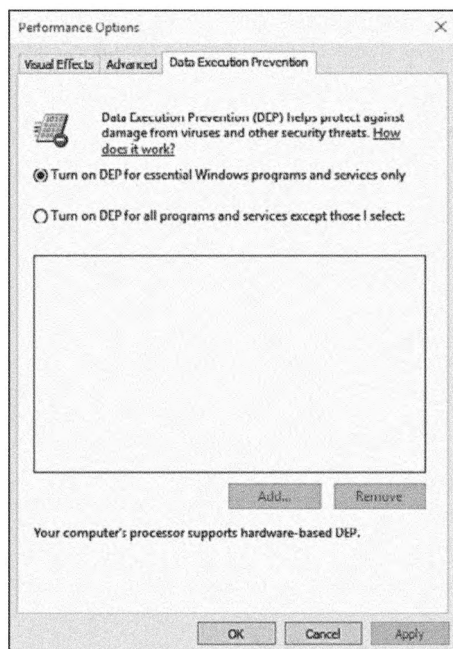 Performance Options
Visual Effects Advanced Data Execution Prevention
Data Execution Prevention (DEP) helps protect against
damage from viruses and other security threats. How
does it work?
Turn on DEP for essential Windows programs and services only
Turn on DEP for all programs and services except those I select:
Add... Remove
Your computer's processor supports hardware-based DEP.
OK Cancel Apply